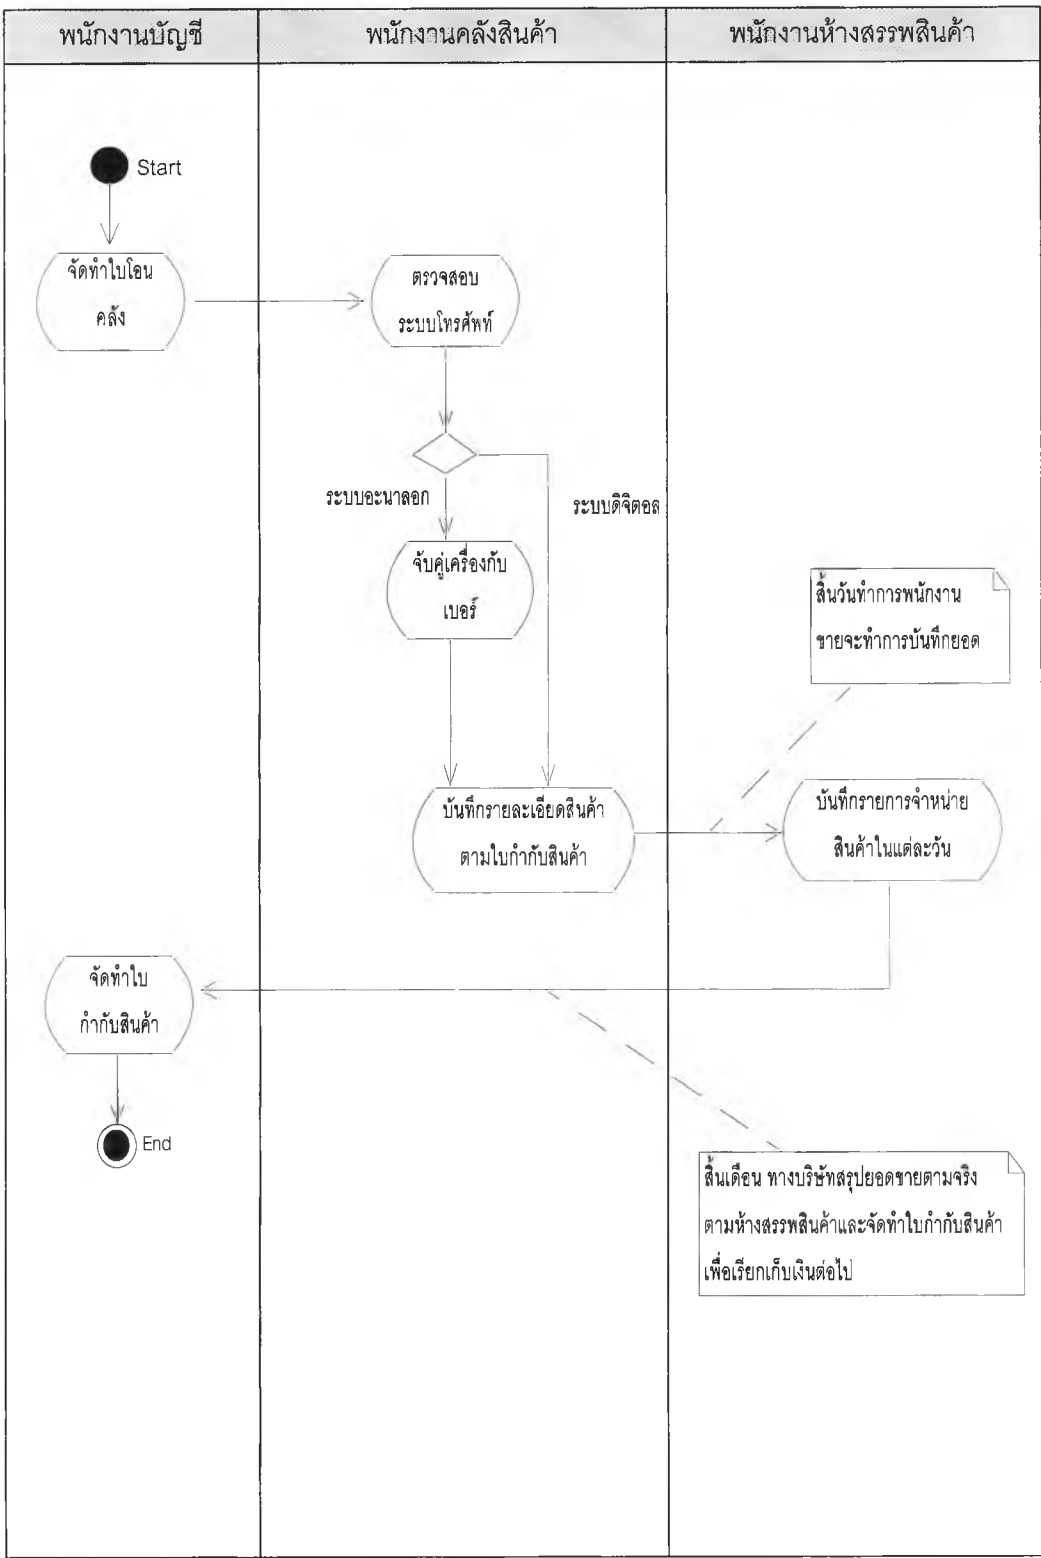 พนักงานบัญชี
พนักงานคลังสินค้า
พนักงานห้างสรรพสินค้า
Start
จัดทำใบโอน
คลัง
ตรวจสอบ
ระบบโทรศัพท์
ระบบอะนาลอก
ระบบดิจิตอล
จับคู่เครื่องกับ
เบอร์
สิ้นวันทำการพนักงาน
ขายจะทำการบันทึกยอด
บันทึกรายละเอียดสินค้า
ตามใบกำกับสินค้า
บันทึกรายการจำหน่าย
สินค้าในแต่ละวัน
จัดทำใบ
กำกับสินค้า
End
สิ้นเดือน ทางบริษัทสรุปยอดขายตามจริง
ตามห้างสรรพสินค้าและจัดทำใบกำกับสินค้า
เพื่อเรียกเก็บเงินต่อไป